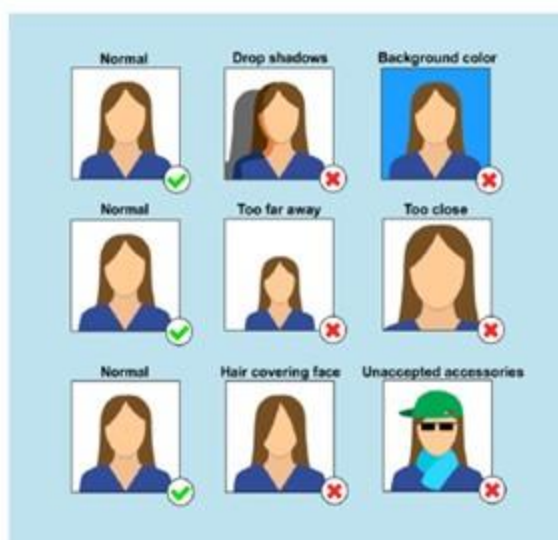 Normal
Drop shadows
Background color
Normal
Too far away
Too close
Normal
Hair covering face
Unaccepted accessories